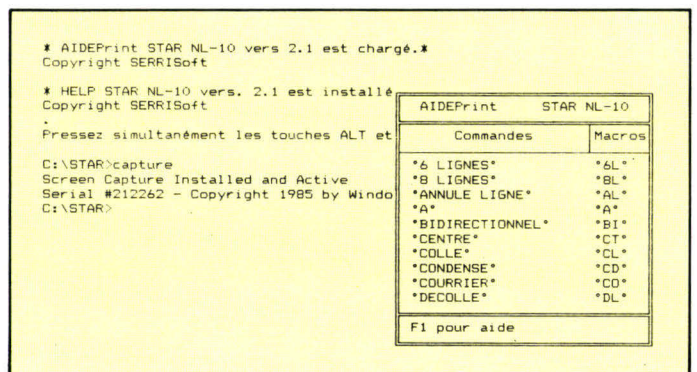 * AIDEPrint STAR NL-10 vers 2.1 est chargé.*
Copyright SERRISoft
* HELP STAR NL-10 vers. 2.1 est installé
Copyright SERRISoft
.
Pressez simultanément les touches ALT et
C:\STAR>capture
Screen Capture Installed and Active
Serial #212262 - Copyright 1985 by Windo
C:\STAR>
AIDEPrint STAR NL-10
Commandes Macros
°6 LIGNES° °6L°
°8 LIGNES° °8L°
°ANNULE LIGNE° °AL°
°A° °A°
°BIDIRECTIONNEL° °BI°
°CENTRE° °CT°
°COLLE° °CL°
°CONDENSE° °CD°
°COURRIER° °CO°
°DECOLLE° °DL°
F1 pour aide